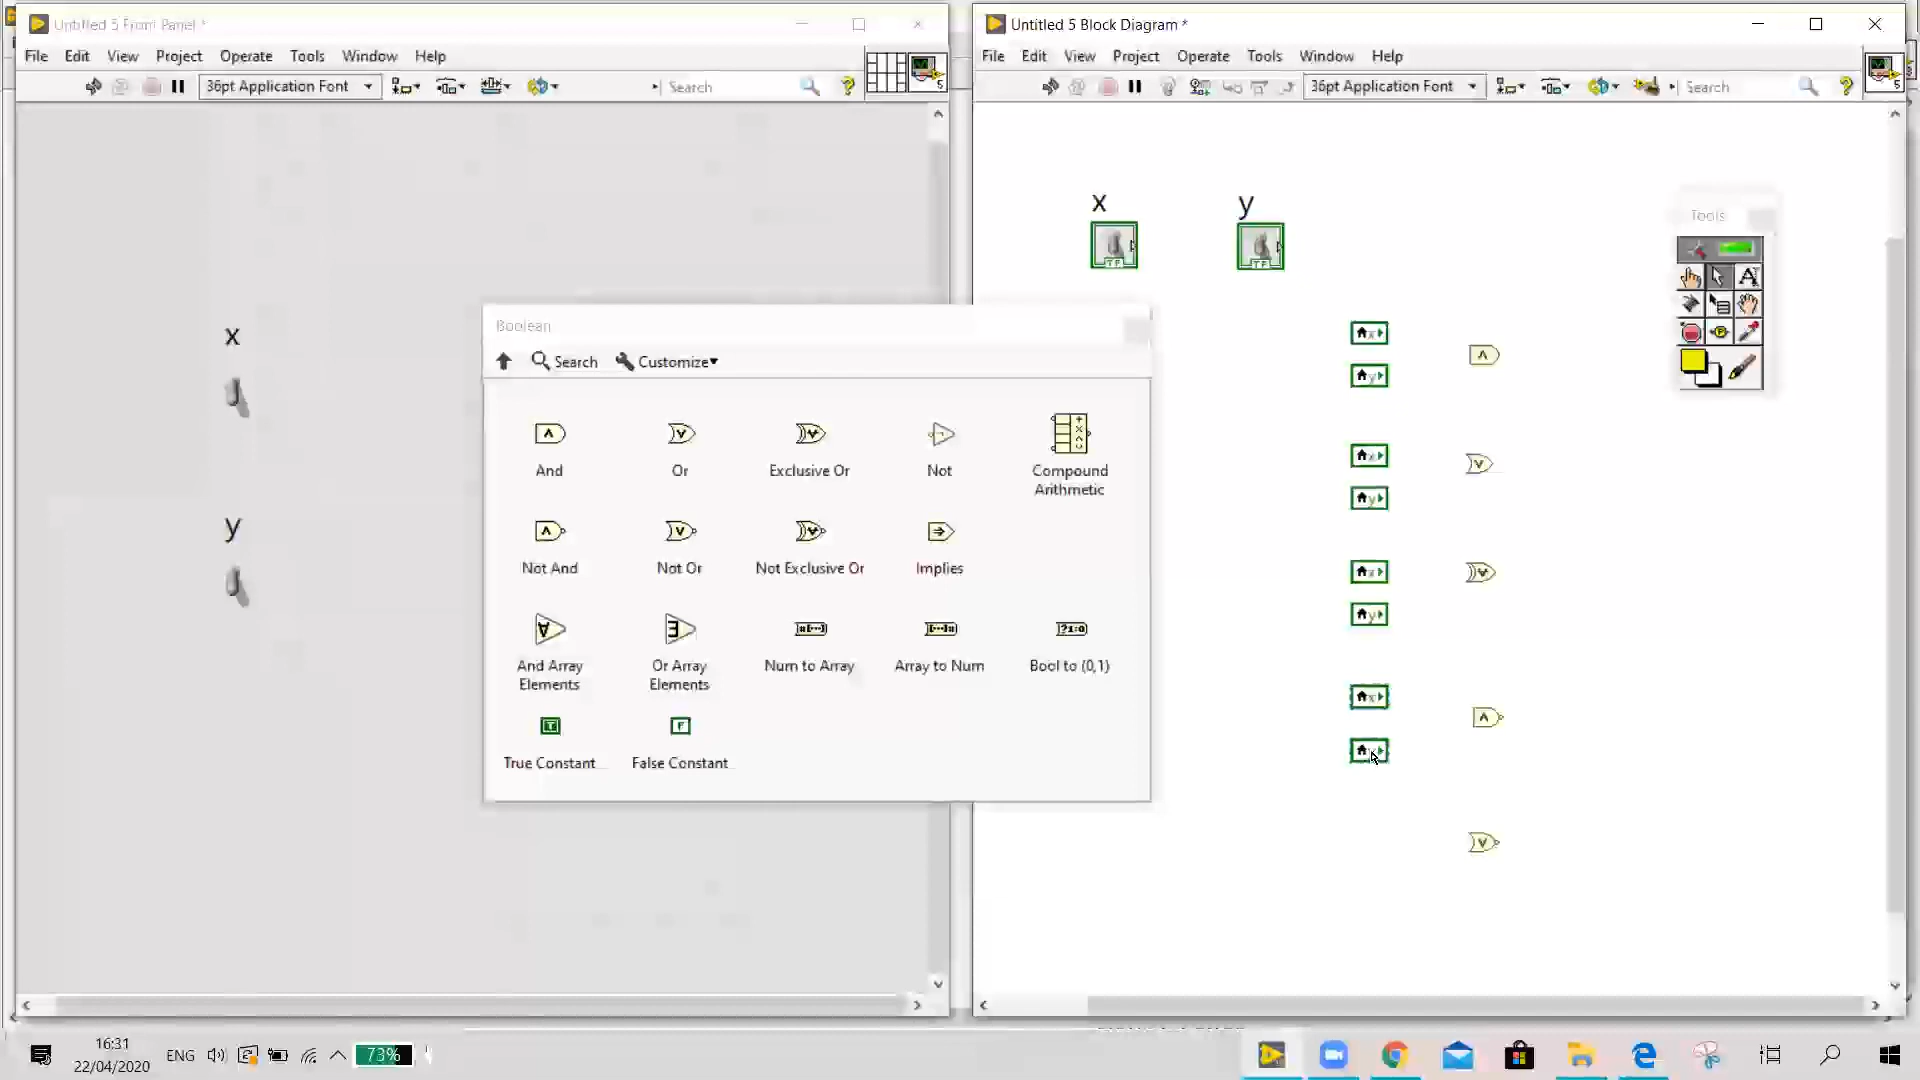 Untitled 5 Front Panel *
File Edit View Project Operate Tools Window Help
36pt Application Font
Search
5
x
y
Untitled 5 Block Diagram *
File Edit View Project Operate Tools Window Help
36pt Application Font
Search
5
x
TF
y
TF
Tools
A
x
y
x
y
x
y
x
Boolean
Search Customize
And Or Exclusive Or Not Compound Arithmetic
Not And Not Or Not Exclusive Or Implies
And Array Elements Or Array Elements Num to Array Array to Num Bool to (0,1)
T F
True Constant False Constant
16:31
22/04/2020
ENG
73%